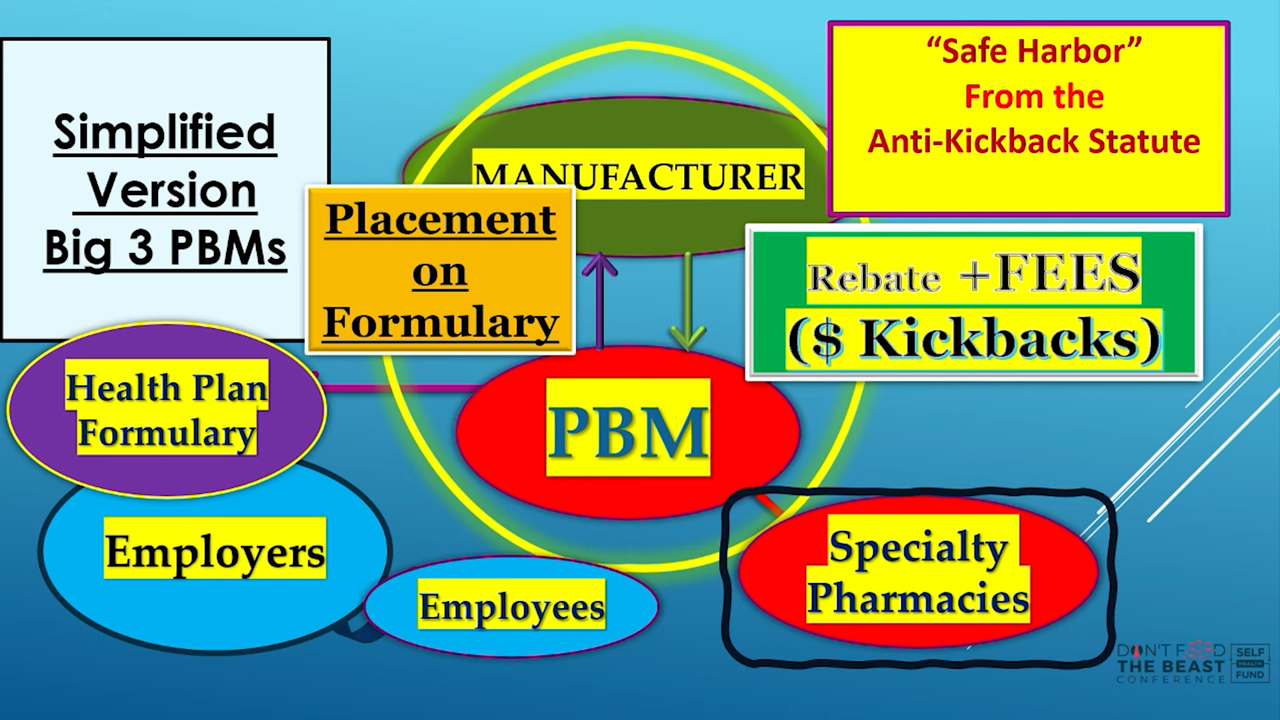 Simplified
Version
Big 3 PBMs
“Safe Harbor”
From the
Anti-Kickback Statute
MANUFACTURER
Placement
on
Formulary
Rebate +FEES
($ Kickbacks)
Health Plan
Formulary
PBM
Employers
Employees
Specialty
Pharmacies
DON'T FEED
THE BEAST
CONFERENCE
SELF
HEALTH
FUND